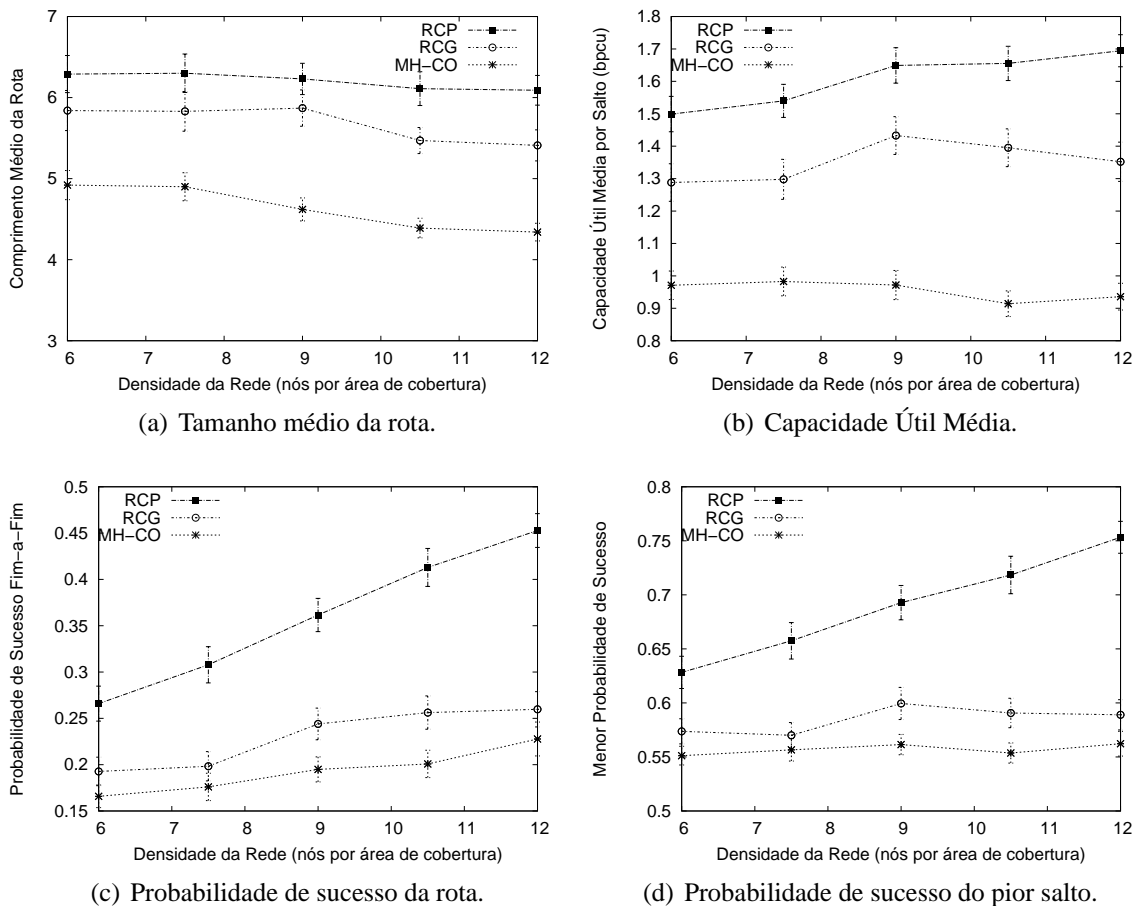 Comprimento Médio da Rota
7
6
5
4
3
6 7 8 9 10 11 12
Densidade da Rede (nós por área de cobertura)
RCP
RCG
MH-CO
(a) Tamanho médio da rota.
Capacidade Útil Média por Salto (bpcu)
1.8
1.7
1.6
1.5
1.4
1.3
1.2
1.1
1
0.9
0.8
6 7 8 9 10 11 12
Densidade da Rede (nós por área de cobertura)
RCP
RCG
MH-CO
(b) Capacidade Útil Média.
Probabilidade de Sucesso Fim-a-Fim
0.5
0.45
0.4
0.35
0.3
0.25
0.2
0.15
6 7 8 9 10 11 12
Densidade da Rede (nós por área de cobertura)
RCP
RCG
MH-CO
(c) Probabilidade de sucesso da rota.
Menor Probabilidade de Sucesso
0.8
0.75
0.7
0.65
0.6
0.55
0.5
6 7 8 9 10 11 12
Densidade da Rede (nós por área de cobertura)
RCP
RCG
MH-CO
(d) Probabilidade de sucesso do pior salto.